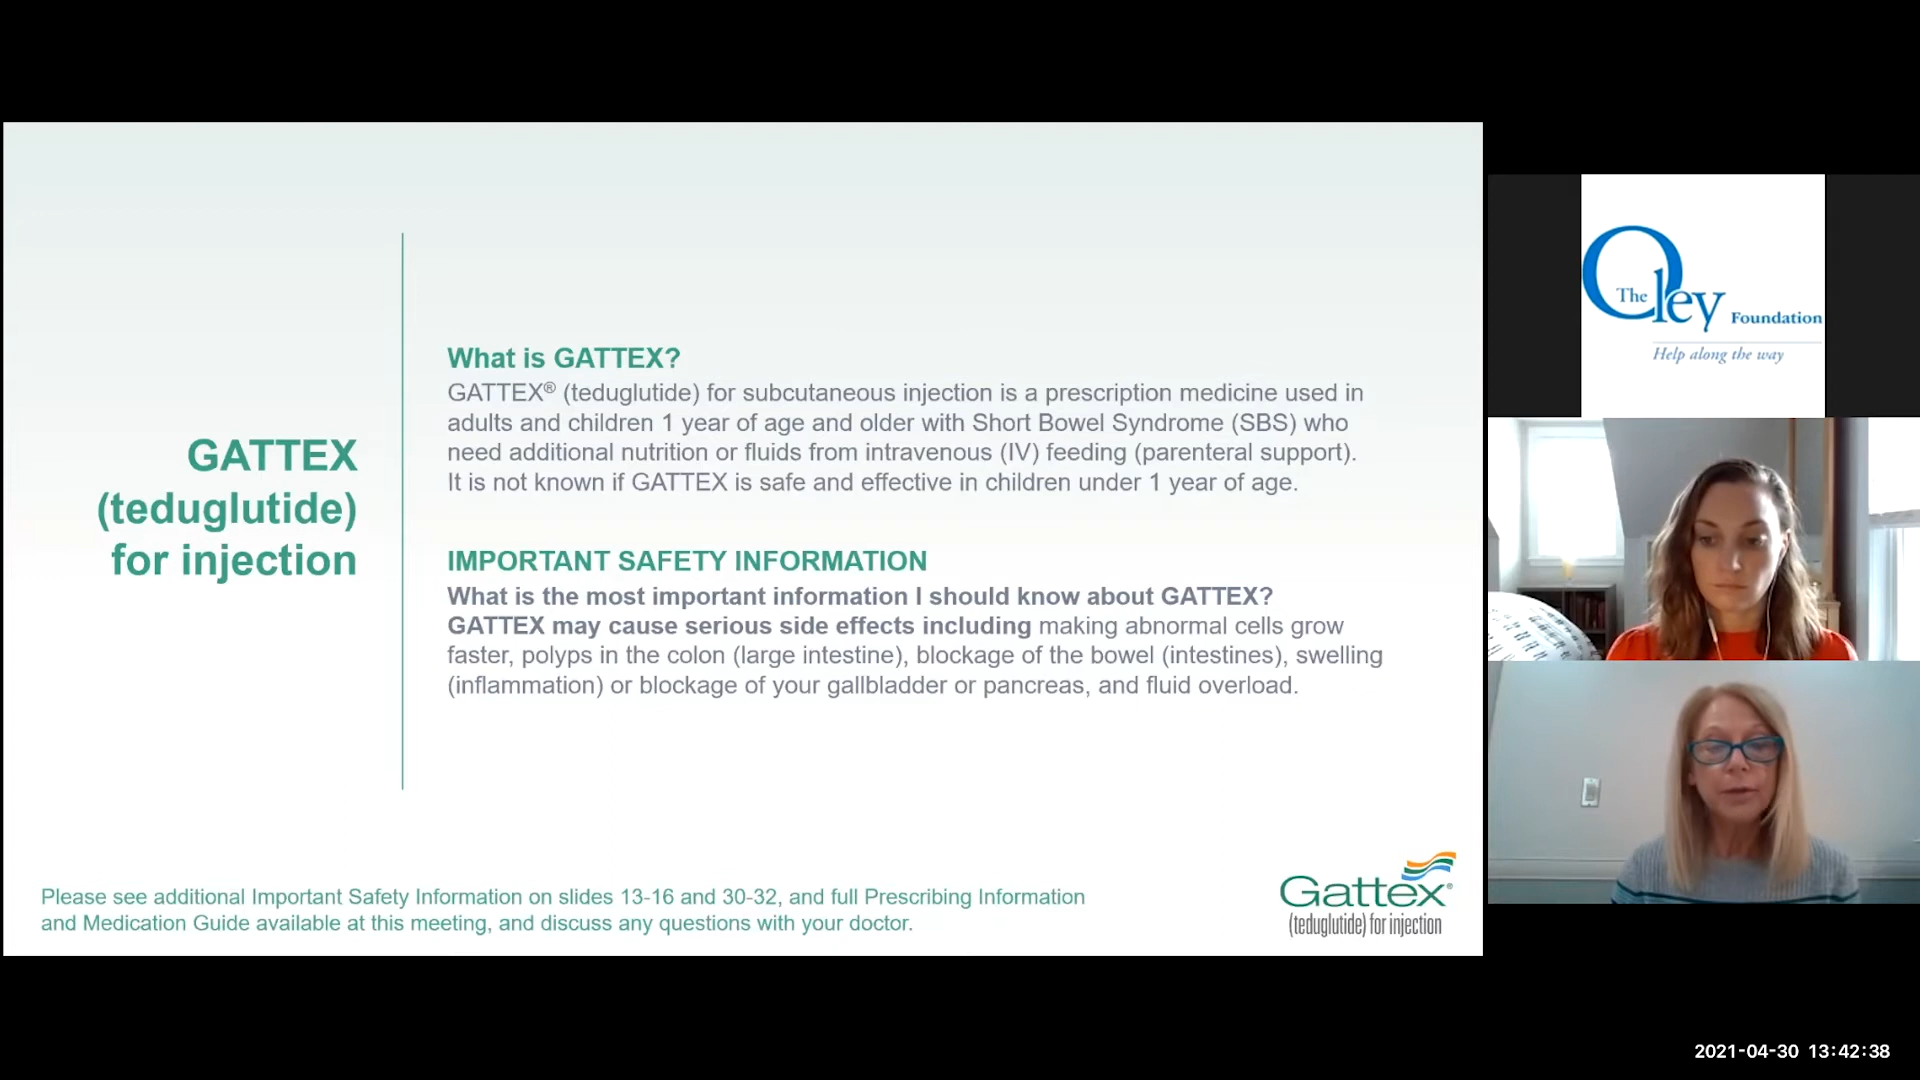 GATTEX
(teduglutide)
for injection
What is GATTEX?
GATTEX® (teduglutide) for subcutaneous injection is a prescription medicine used in
adults and children 1 year of age and older with Short Bowel Syndrome (SBS) who
need additional nutrition or fluids from intravenous (IV) feeding (parenteral support).
It is not known if GATTEX is safe and effective in children under 1 year of age.
IMPORTANT SAFETY INFORMATION
What is the most important information I should know about GATTEX?
GATTEX may cause serious side effects including making abnormal cells grow
faster, polyps in the colon (large intestine), blockage of the bowel (intestines), swelling
(inflammation) or blockage of your gallbladder or pancreas, and fluid overload.
Please see additional Important Safety Information on slides 13-16 and 30-32, and full Prescribing Information
and Medication Guide available at this meeting, and discuss any questions with your doctor.
Gattex®
(teduglutide) for injection
The Oley Foundation
Help along the way
2021-04-30 13:42:38